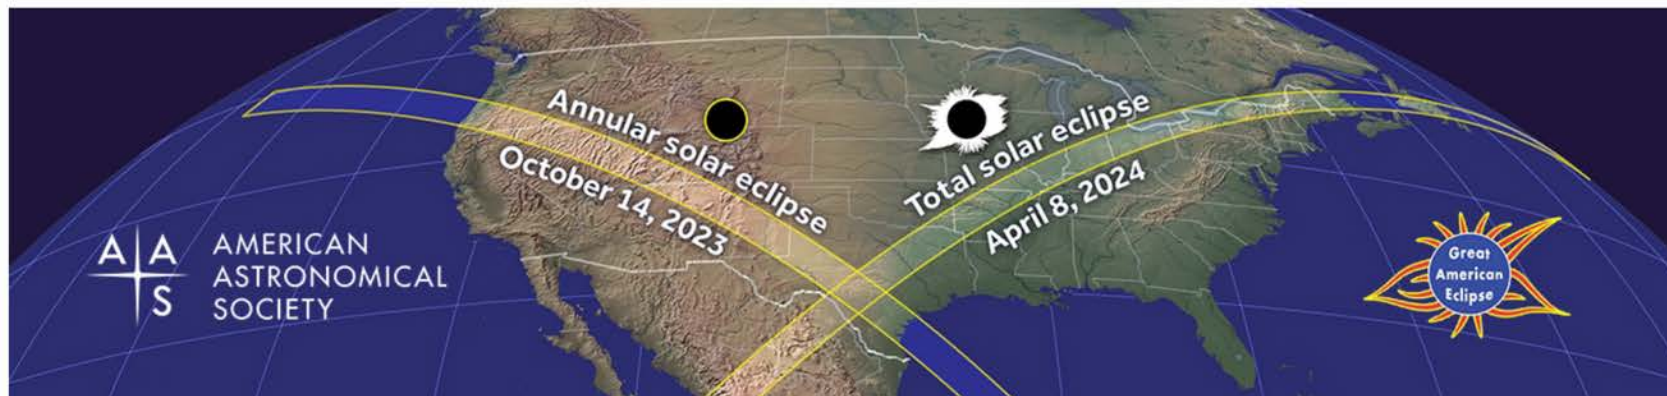 Annular solar eclipse
October 14, 2023
Total solar eclipse
April 8, 2024
A A
S
AMERICAN
ASTRONOMICAL
SOCIETY
Great
American
Eclipse